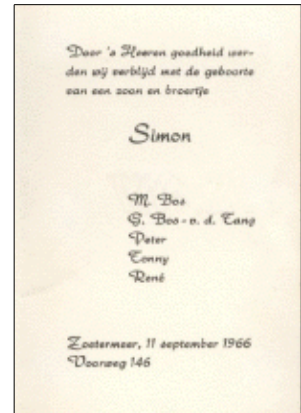 Door 's Heeren goedheid wer-
den wij verblijd met de geboorte
van een zoon en broertje
Simon
M. Bos
G. Bos - v. d. Tang
Peter
Conny
René
Zoetermeer, 11 september 1966
Voorweg 146